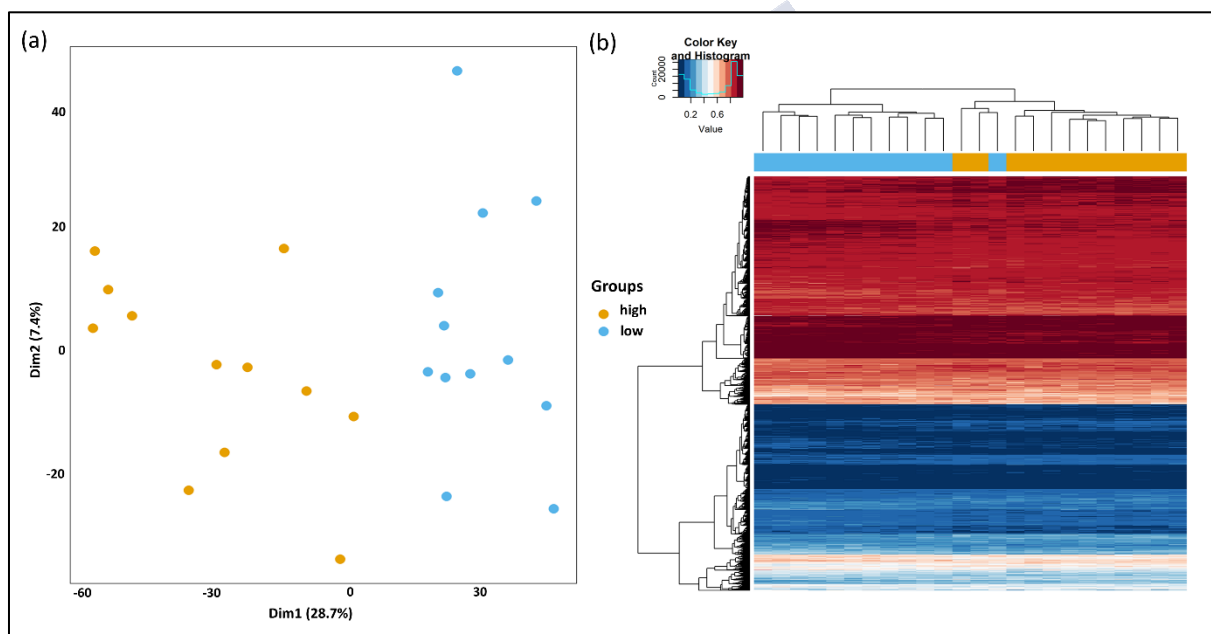 (a)
40
20
0
-20
Dim2 (7.4%)
-60
-30
0
30
Dim1 (28.7%)
Groups
high
low
(b)
Color Key
and Histogram
Count
0
20000
0.2
0.6
Value